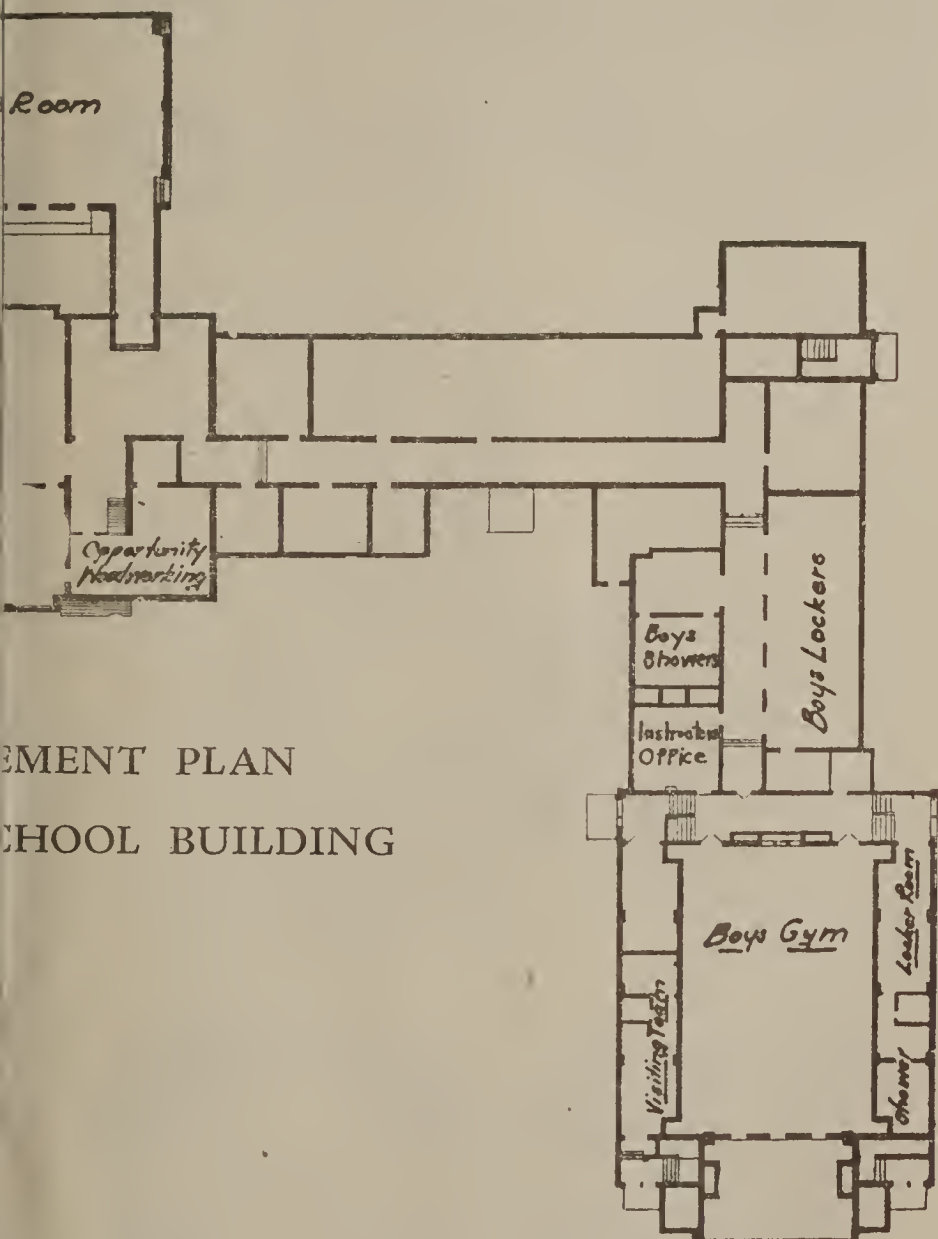 Room
Opportunity
Woodworking
Boys
Showers
Instructors
Office
Boys Lockers
EMENT PLAN
CHOOL BUILDING
Boys Gym
Locker Room
Visiting Team
Shower